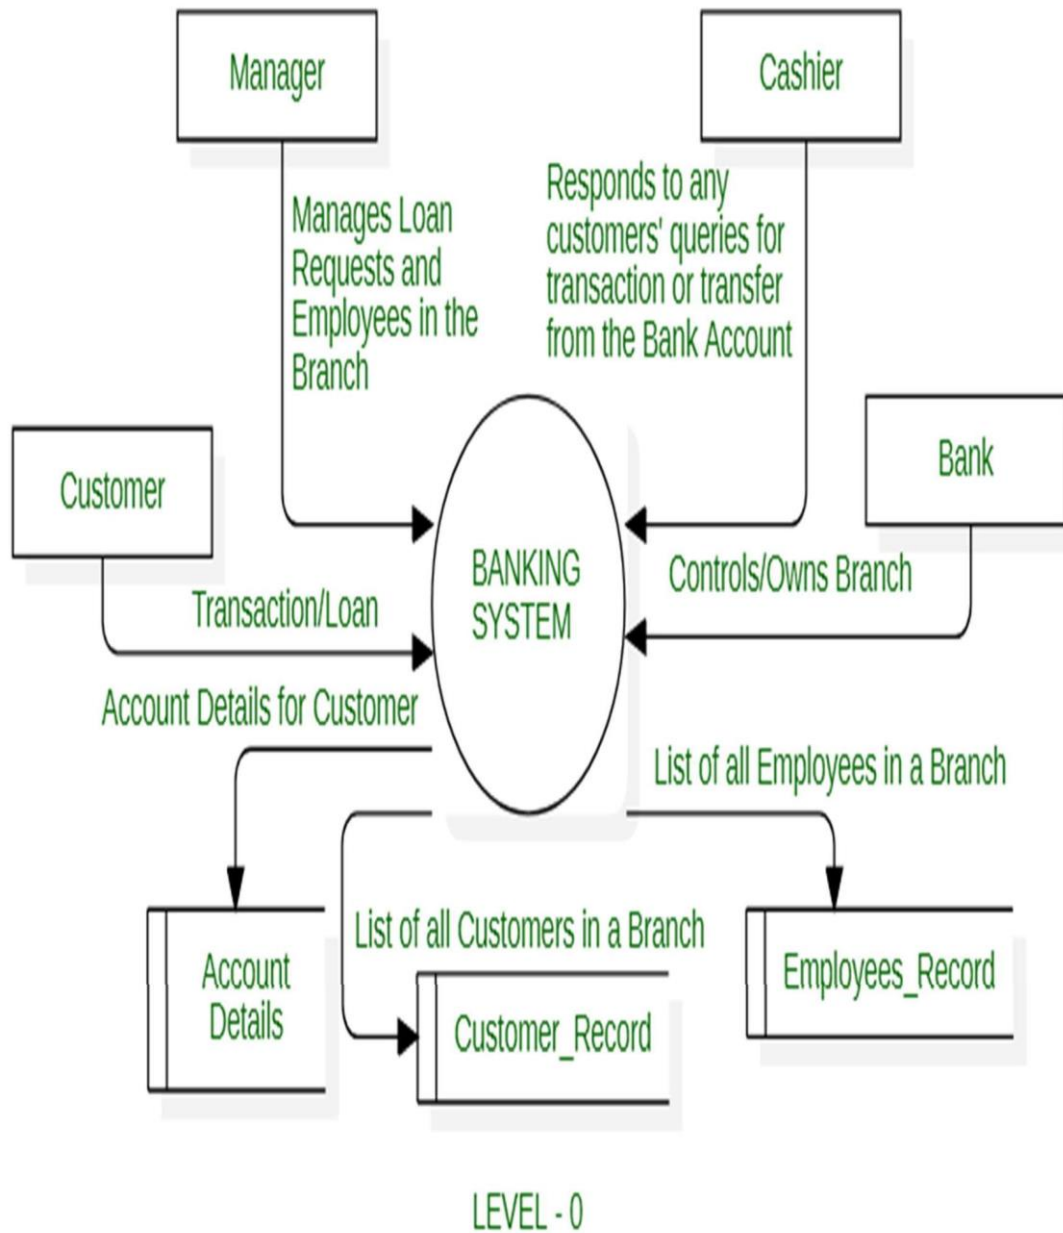 Manager
Cashier
Manages Loan
Requests and
Employees in the
Branch
Responds to any
customers' queries for
transaction or transfer
from the Bank Account
Customer
Bank
BANKING
SYSTEM
Transaction/Loan
Controls/Owns Branch
Account Details for Customer
List of all Employees in a Branch
List of all Customers in a Branch
Account
Details
Customer_Record
Employees_Record
LEVEL - 0